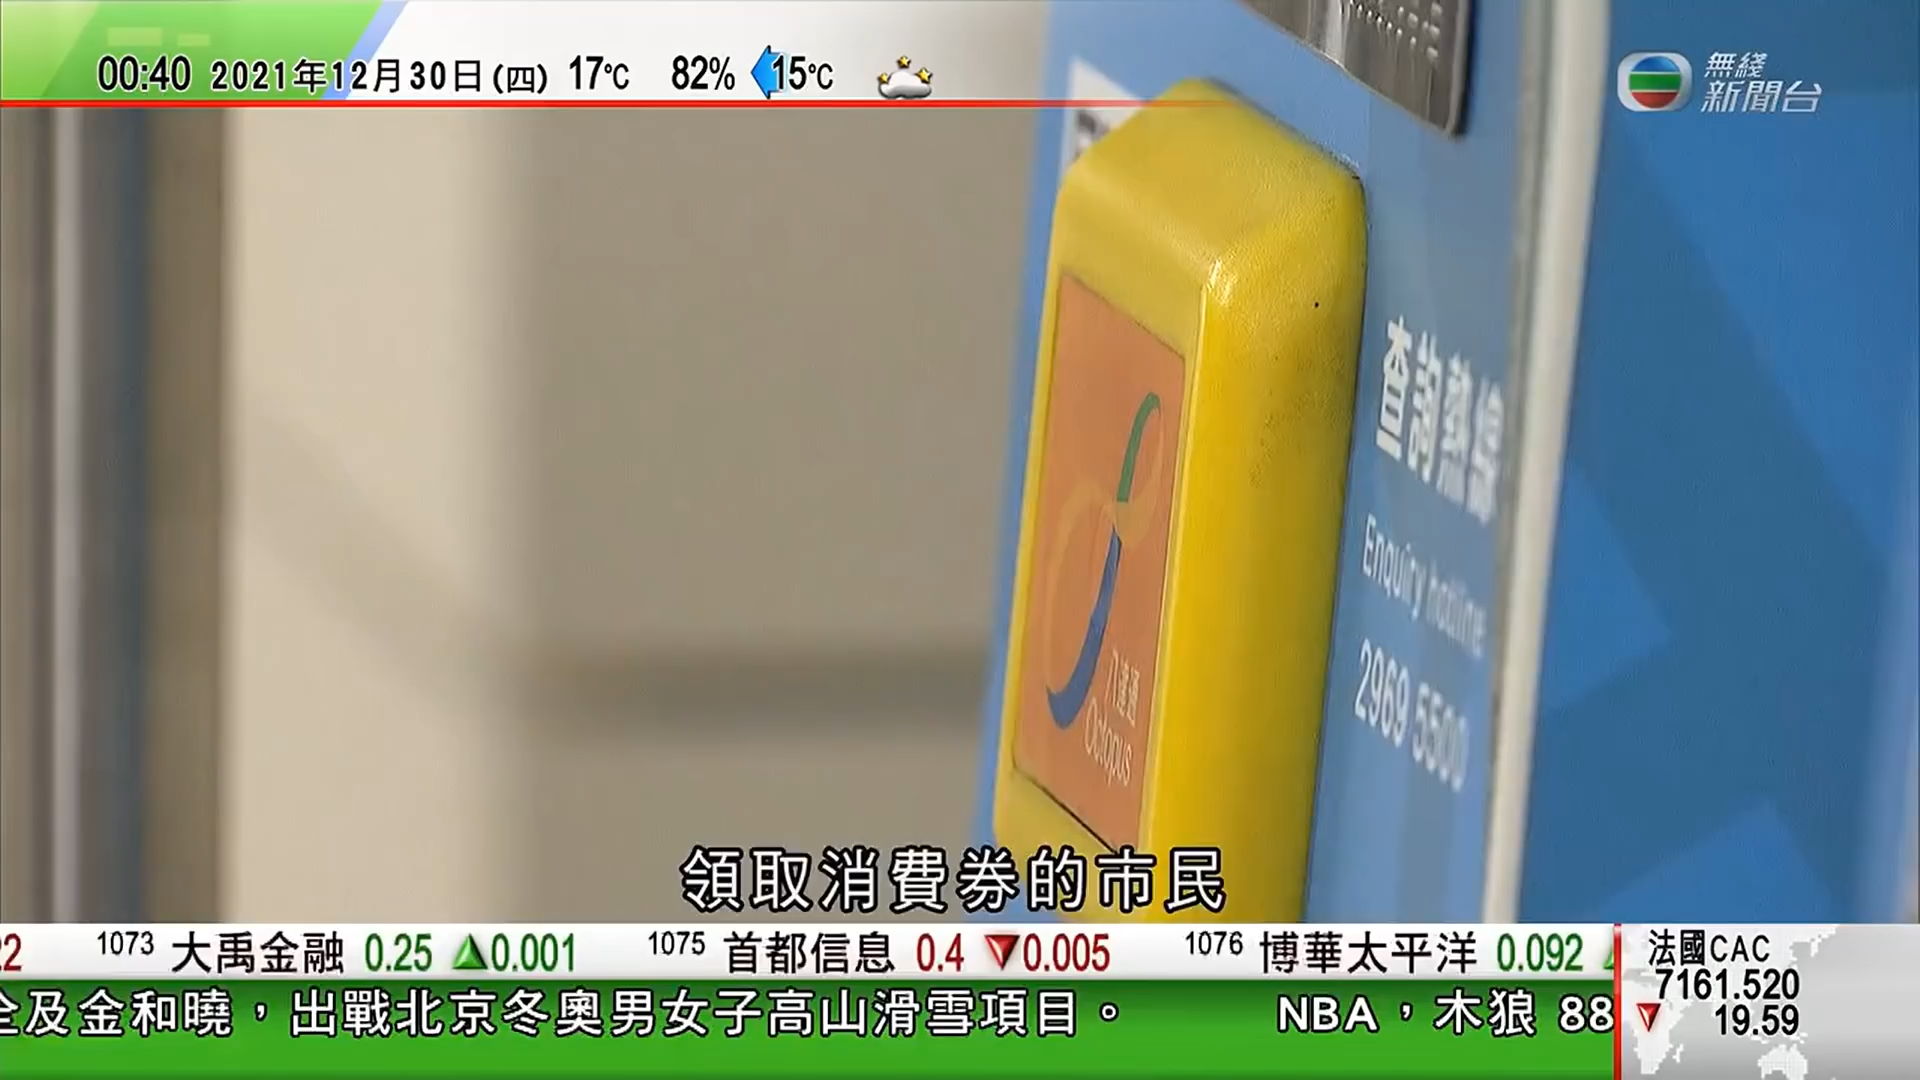 00:40 2021年12月30日(四) 17℃ 82% 15℃
無綫
新聞台
查詢熱線
Enquiry hotline
2969 5500
八達通
Octopus
領取消費券的市民
22 1073 大禹金融 0.25 ▲0.001 1075 首都信息 0.4 ▼0.005 1076 博華太平洋 0.092
全及金和曉，出戰北京冬奧男女子高山滑雪項目。 NBA，木狼 88
法國CAC
7161.520
▼ 19.59